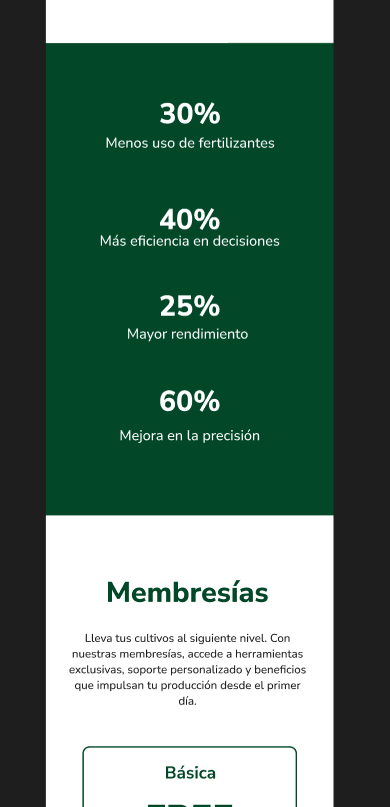 30%
Menos uso de fertilizantes
40%
Más eficiencia en decisiones
25%
Mayor rendimiento
60%
Mejora en la precisión
Membresías
Lleva tus cultivos al siguiente nivel. Con
nuestras membresías, accede a herramientas
exclusivas, soporte personalizado y beneficios
que impulsan tu producción desde el primer
día.
Básica